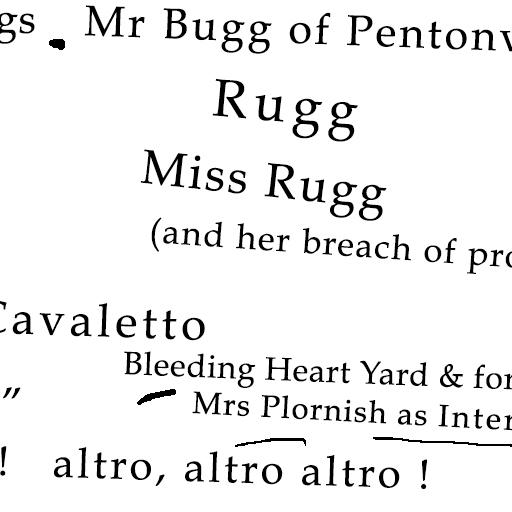 gs . Mr Bugg of Pentonv
Rugg
Miss Rugg
(and her breach of pro
Cavaletto
Bleeding Heart Yard & for
" Mrs Plornish as Inter
! altro, altro altro !